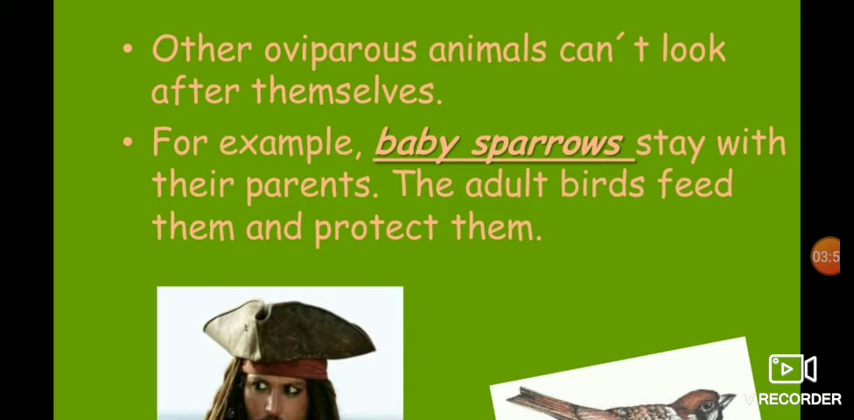 • Other oviparous animals can´t look
after themselves.
• For example, baby sparrows stay with
their parents. The adult birds feed
them and protect them.
03:5
V RECORDER